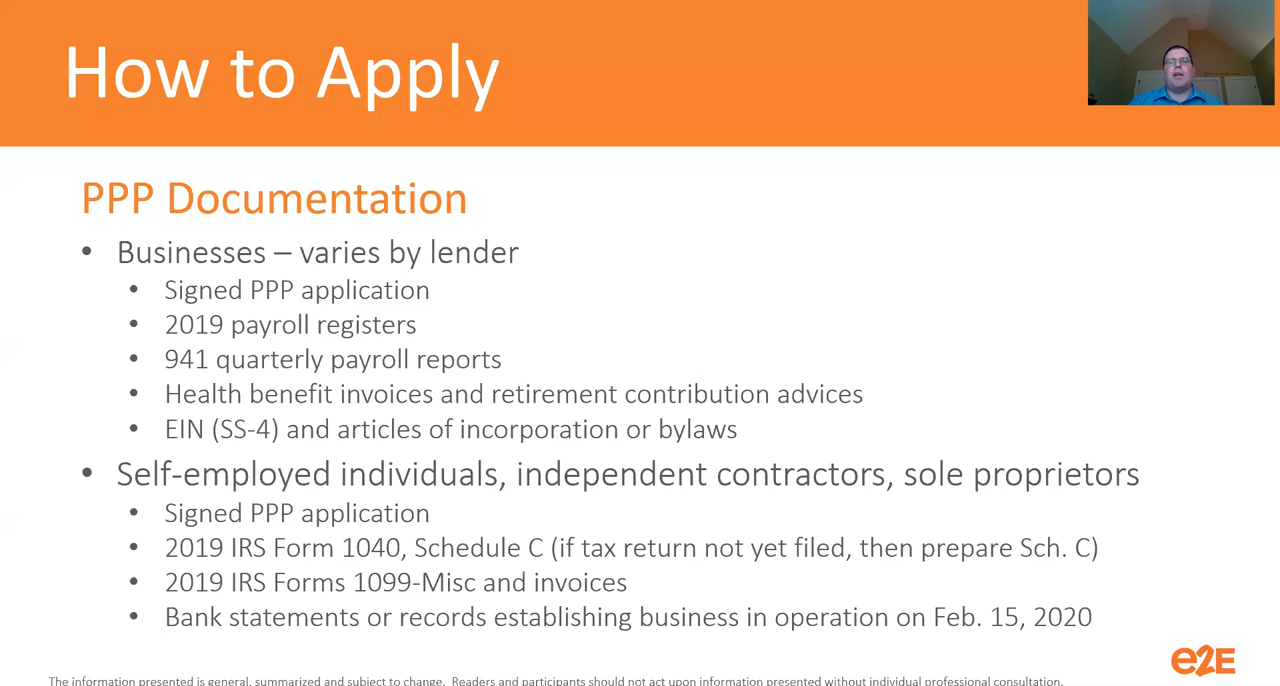 How to Apply
PPP Documentation
• Businesses – varies by lender
• Signed PPP application
• 2019 payroll registers
• 941 quarterly payroll reports
• Health benefit invoices and retirement contribution advices
• EIN (SS-4) and articles of incorporation or bylaws
• Self-employed individuals, independent contractors, sole proprietors
• Signed PPP application
• 2019 IRS Form 1040, Schedule C (if tax return not yet filed, then prepare Sch. C)
• 2019 IRS Forms 1099-Misc and invoices
• Bank statements or records establishing business in operation on Feb. 15, 2020
e2E
The information presented is general, summarized and subject to change. Readers and participants should not act upon information presented without individual professional consultation.